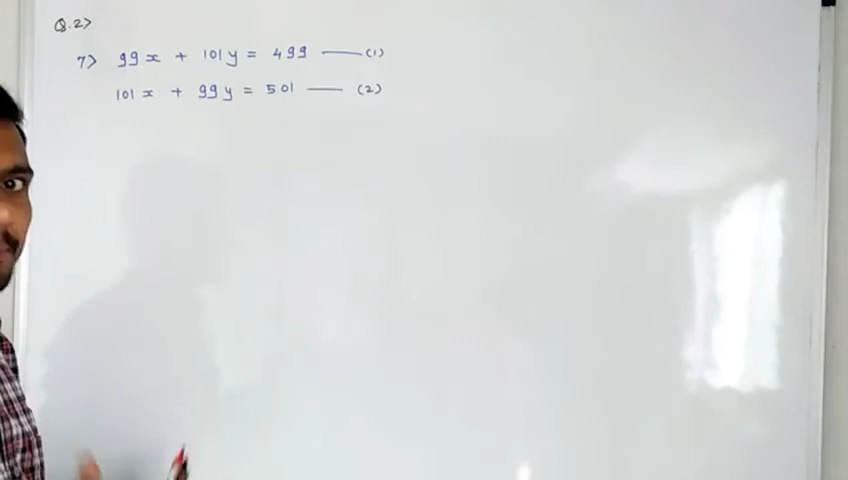 Q.2>
7> 99x + 101y = 499 —— (1)
101x + 99y = 501 —— (2)